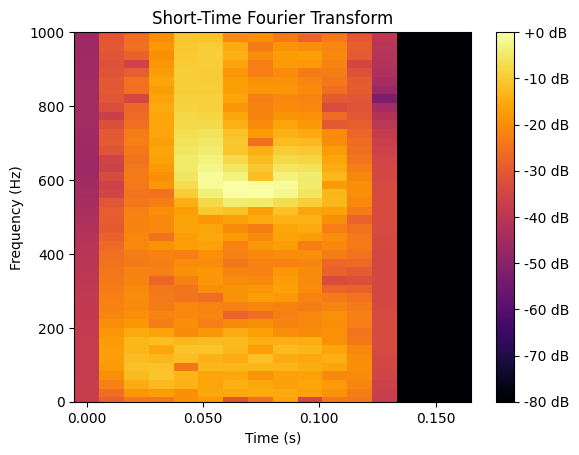 Short-Time Fourier Transform
1000
800
600
400
200
0
Frequency (Hz)
0.000
0.050
0.100
0.150
Time (s)
+0 dB
-10 dB
-20 dB
-30 dB
-40 dB
-50 dB
-60 dB
-70 dB
-80 dB